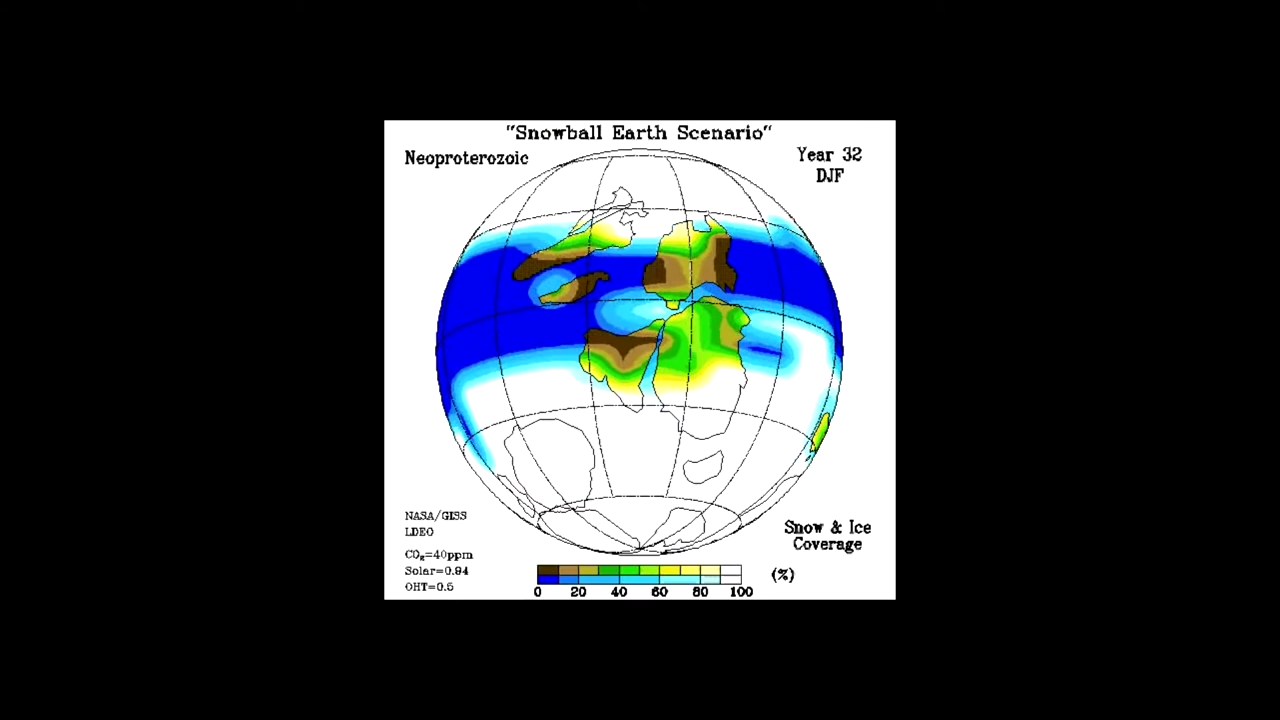 "Snowball Earth Scenario"
Neoproterozoic
Year 32
DJF
NASA/GISS
LDEO
CO₂=40ppm
Solar=0.94
OHT=0.5
Snow & Ice
Coverage
(%)
0 20 40 60 80 100